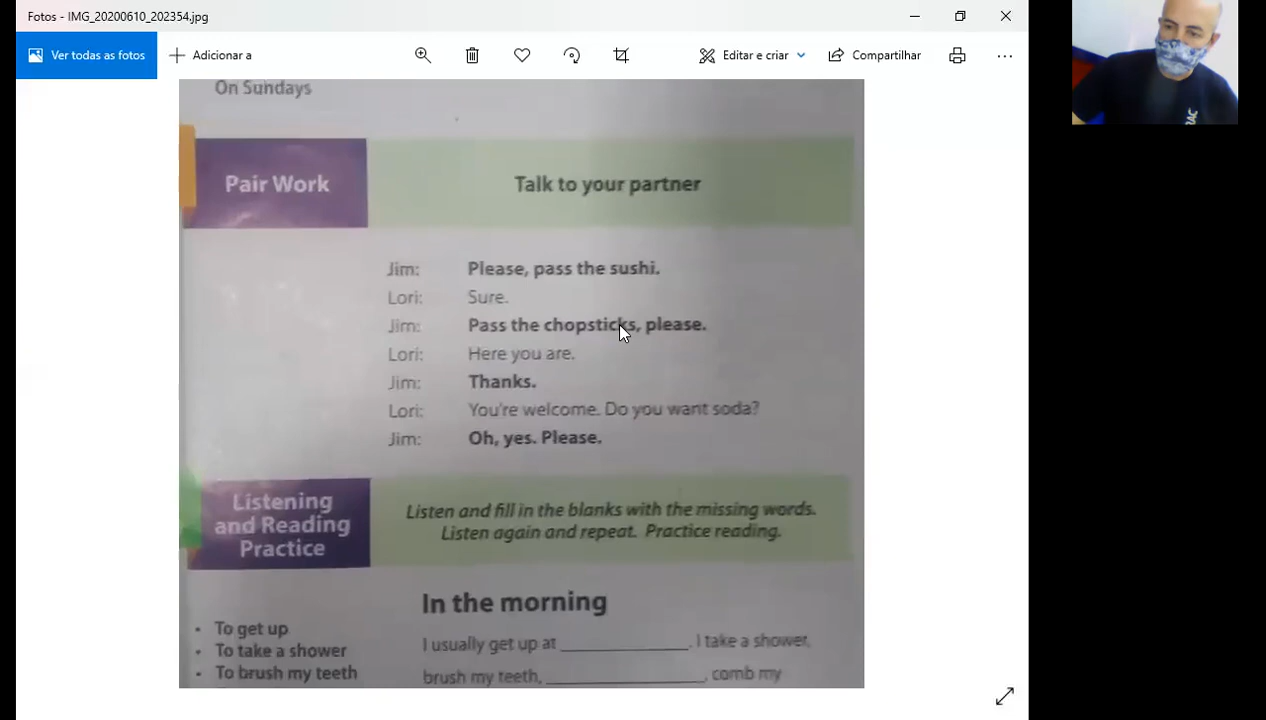 Fotos - IMG_20200610_202354.jpg
Ver todas as fotos
Adicionar a
Editar e criar
Compartilhar
On Sundays
Pair Work
Talk to your partner
Jim: Please, pass the sushi.
Lori: Sure.
Jim: Pass the chopsticks, please.
Lori: Here you are.
Jim: Thanks.
Lori: You're welcome. Do you want soda?
Jim: Oh, yes. Please.
Listening
and Reading
Practice
Listen and fill in the blanks with the missing words.
Listen again and repeat. Practice reading.
In the morning
• To get up
• To take a shower
• To brush my teeth
I usually get up at ____________. I take a shower,
brush my teeth, ____________, comb my